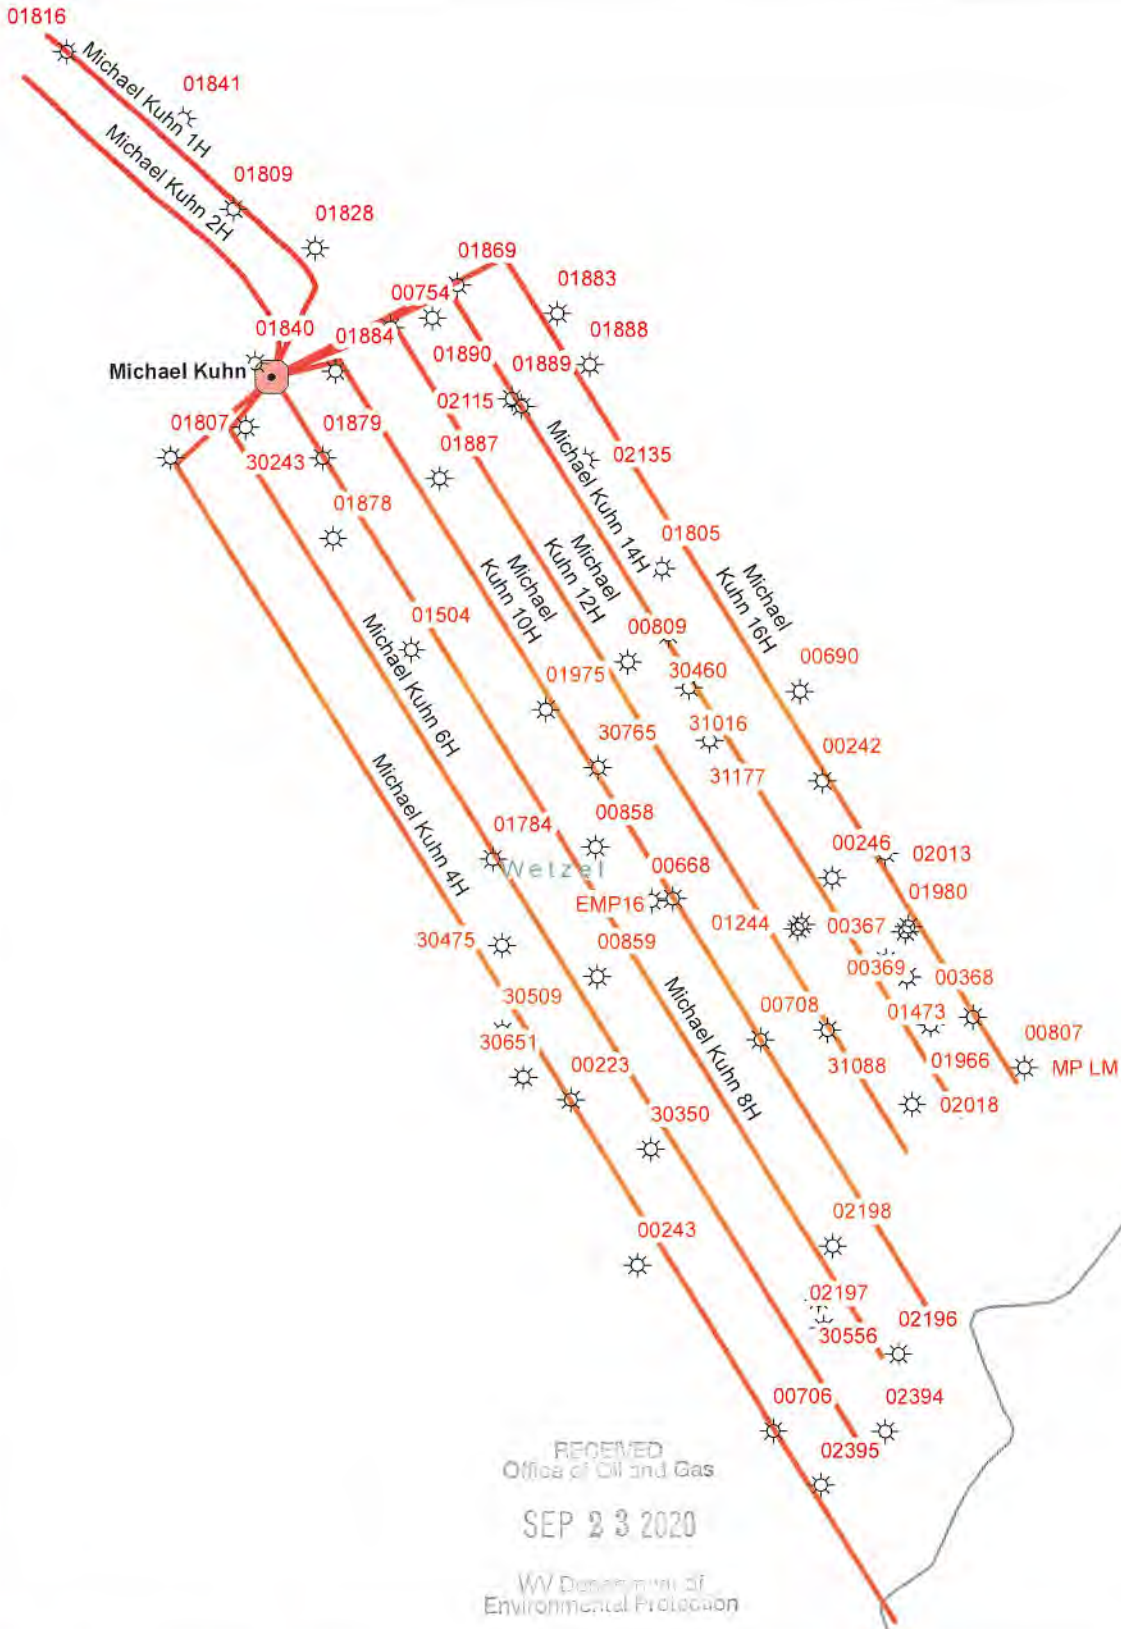 01816
Michael Kuhn 1H
01841
Michael Kuhn 2H
01809
01828
01869
01883
00754
01840
01884
01888
01890
01889
Michael Kuhn
02115
01807
01879
01887
30243
Michael Kuhn 14H
02135
01878
01805
Michael
Kuhn 10H
Michael
Kuhn 12H
Michael
Kuhn 16H
01504
00809
Michael Kuhn 6H
01975
30460
00690
31016
30765
00242
31177
Michael Kuhn 4H
01784
00858
00246
02013
Wetzel
00668
01980
EMP16
01244
00367
30475
00859
00369
00368
30509
Michael Kuhn 8H
00708
01473
00807
30651
00223
31088
01966
MP LM
30350
02018
02198
00243
02197
02196
30556
00706
02394
02395
RECEIVED
Office of Oil and Gas
SEP 23 2020
WV Department of
Environmental Protection